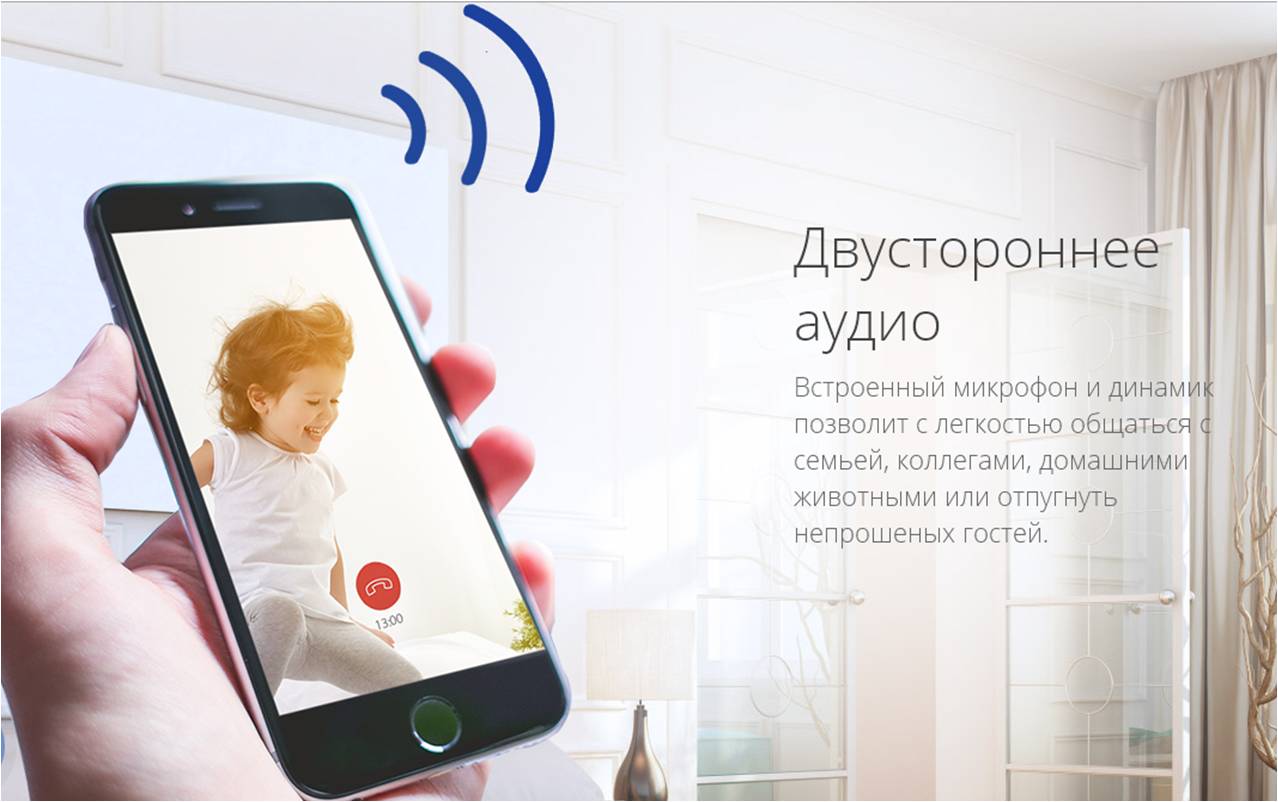 Двустороннее
аудио
Встроенный микрофон и динамик
позволит с легкостью общаться с
семьей, коллегами, домашними
животными или отпугнуть
непрошеных гостей.
13:00